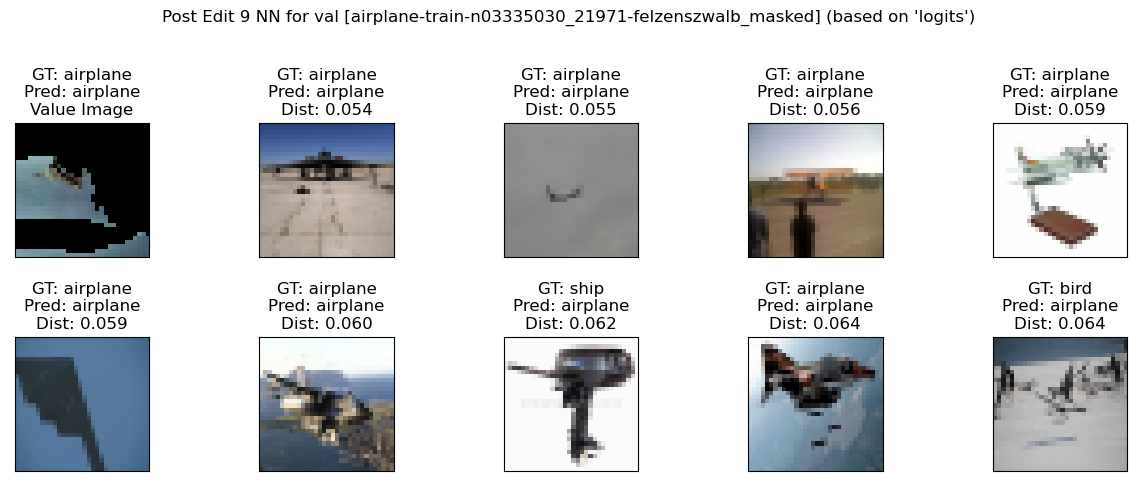 Post Edit 9 NN for val [airplane-train-n03335030_21971-felzenszwalb_masked] (based on 'logits')
GT: airplane
Pred: airplane
Value Image
GT: airplane
Pred: airplane
Dist: 0.054
GT: airplane
Pred: airplane
Dist: 0.055
GT: airplane
Pred: airplane
Dist: 0.056
GT: airplane
Pred: airplane
Dist: 0.059
GT: airplane
Pred: airplane
Dist: 0.059
GT: airplane
Pred: airplane
Dist: 0.060
GT: ship
Pred: airplane
Dist: 0.062
GT: airplane
Pred: airplane
Dist: 0.064
GT: bird
Pred: airplane
Dist: 0.064